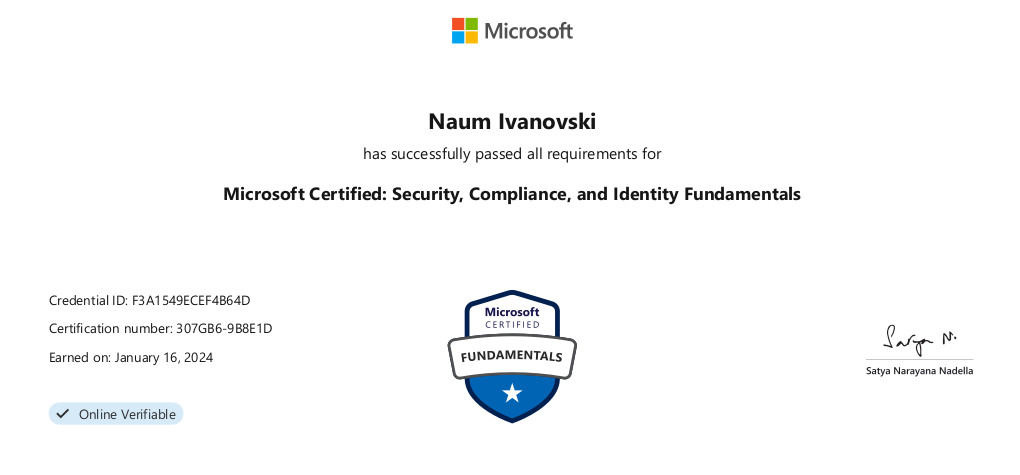 Microsoft
Naum Ivanovski
has successfully passed all requirements for
Microsoft Certified: Security, Compliance, and Identity Fundamentals
Credential ID: F3A1549ECEF4B64D
Certification number: 307GB6-9B8E1D
Earned on: January 16, 2024
Online Verifiable
Microsoft
CERTIFIED
FUNDAMENTALS
Satya N.
Satya Narayana Nadella